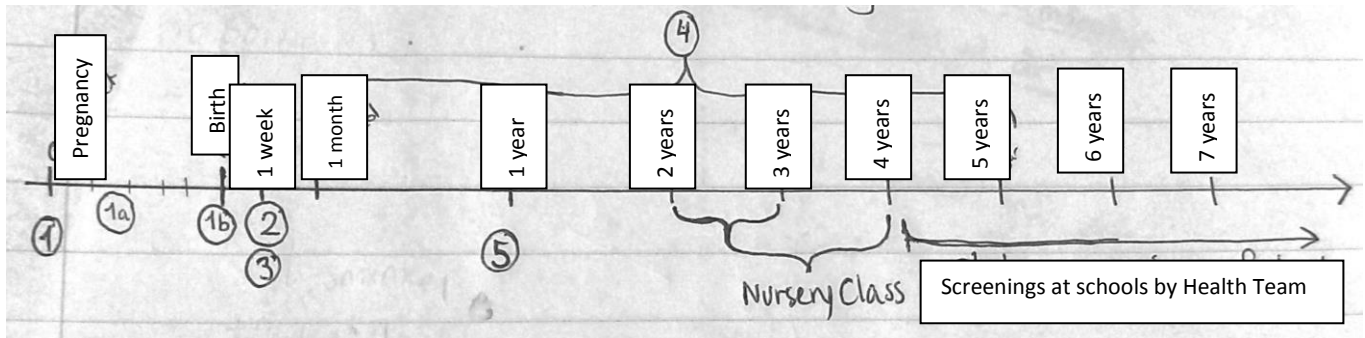 4
Pregnancy
Birth
1 week
1 month
1 year
2 years
3 years
4 years
5 years
6 years
7 years
1
1a
1b
2
3
5
Nursery Class
Screenings at schools by Health Team